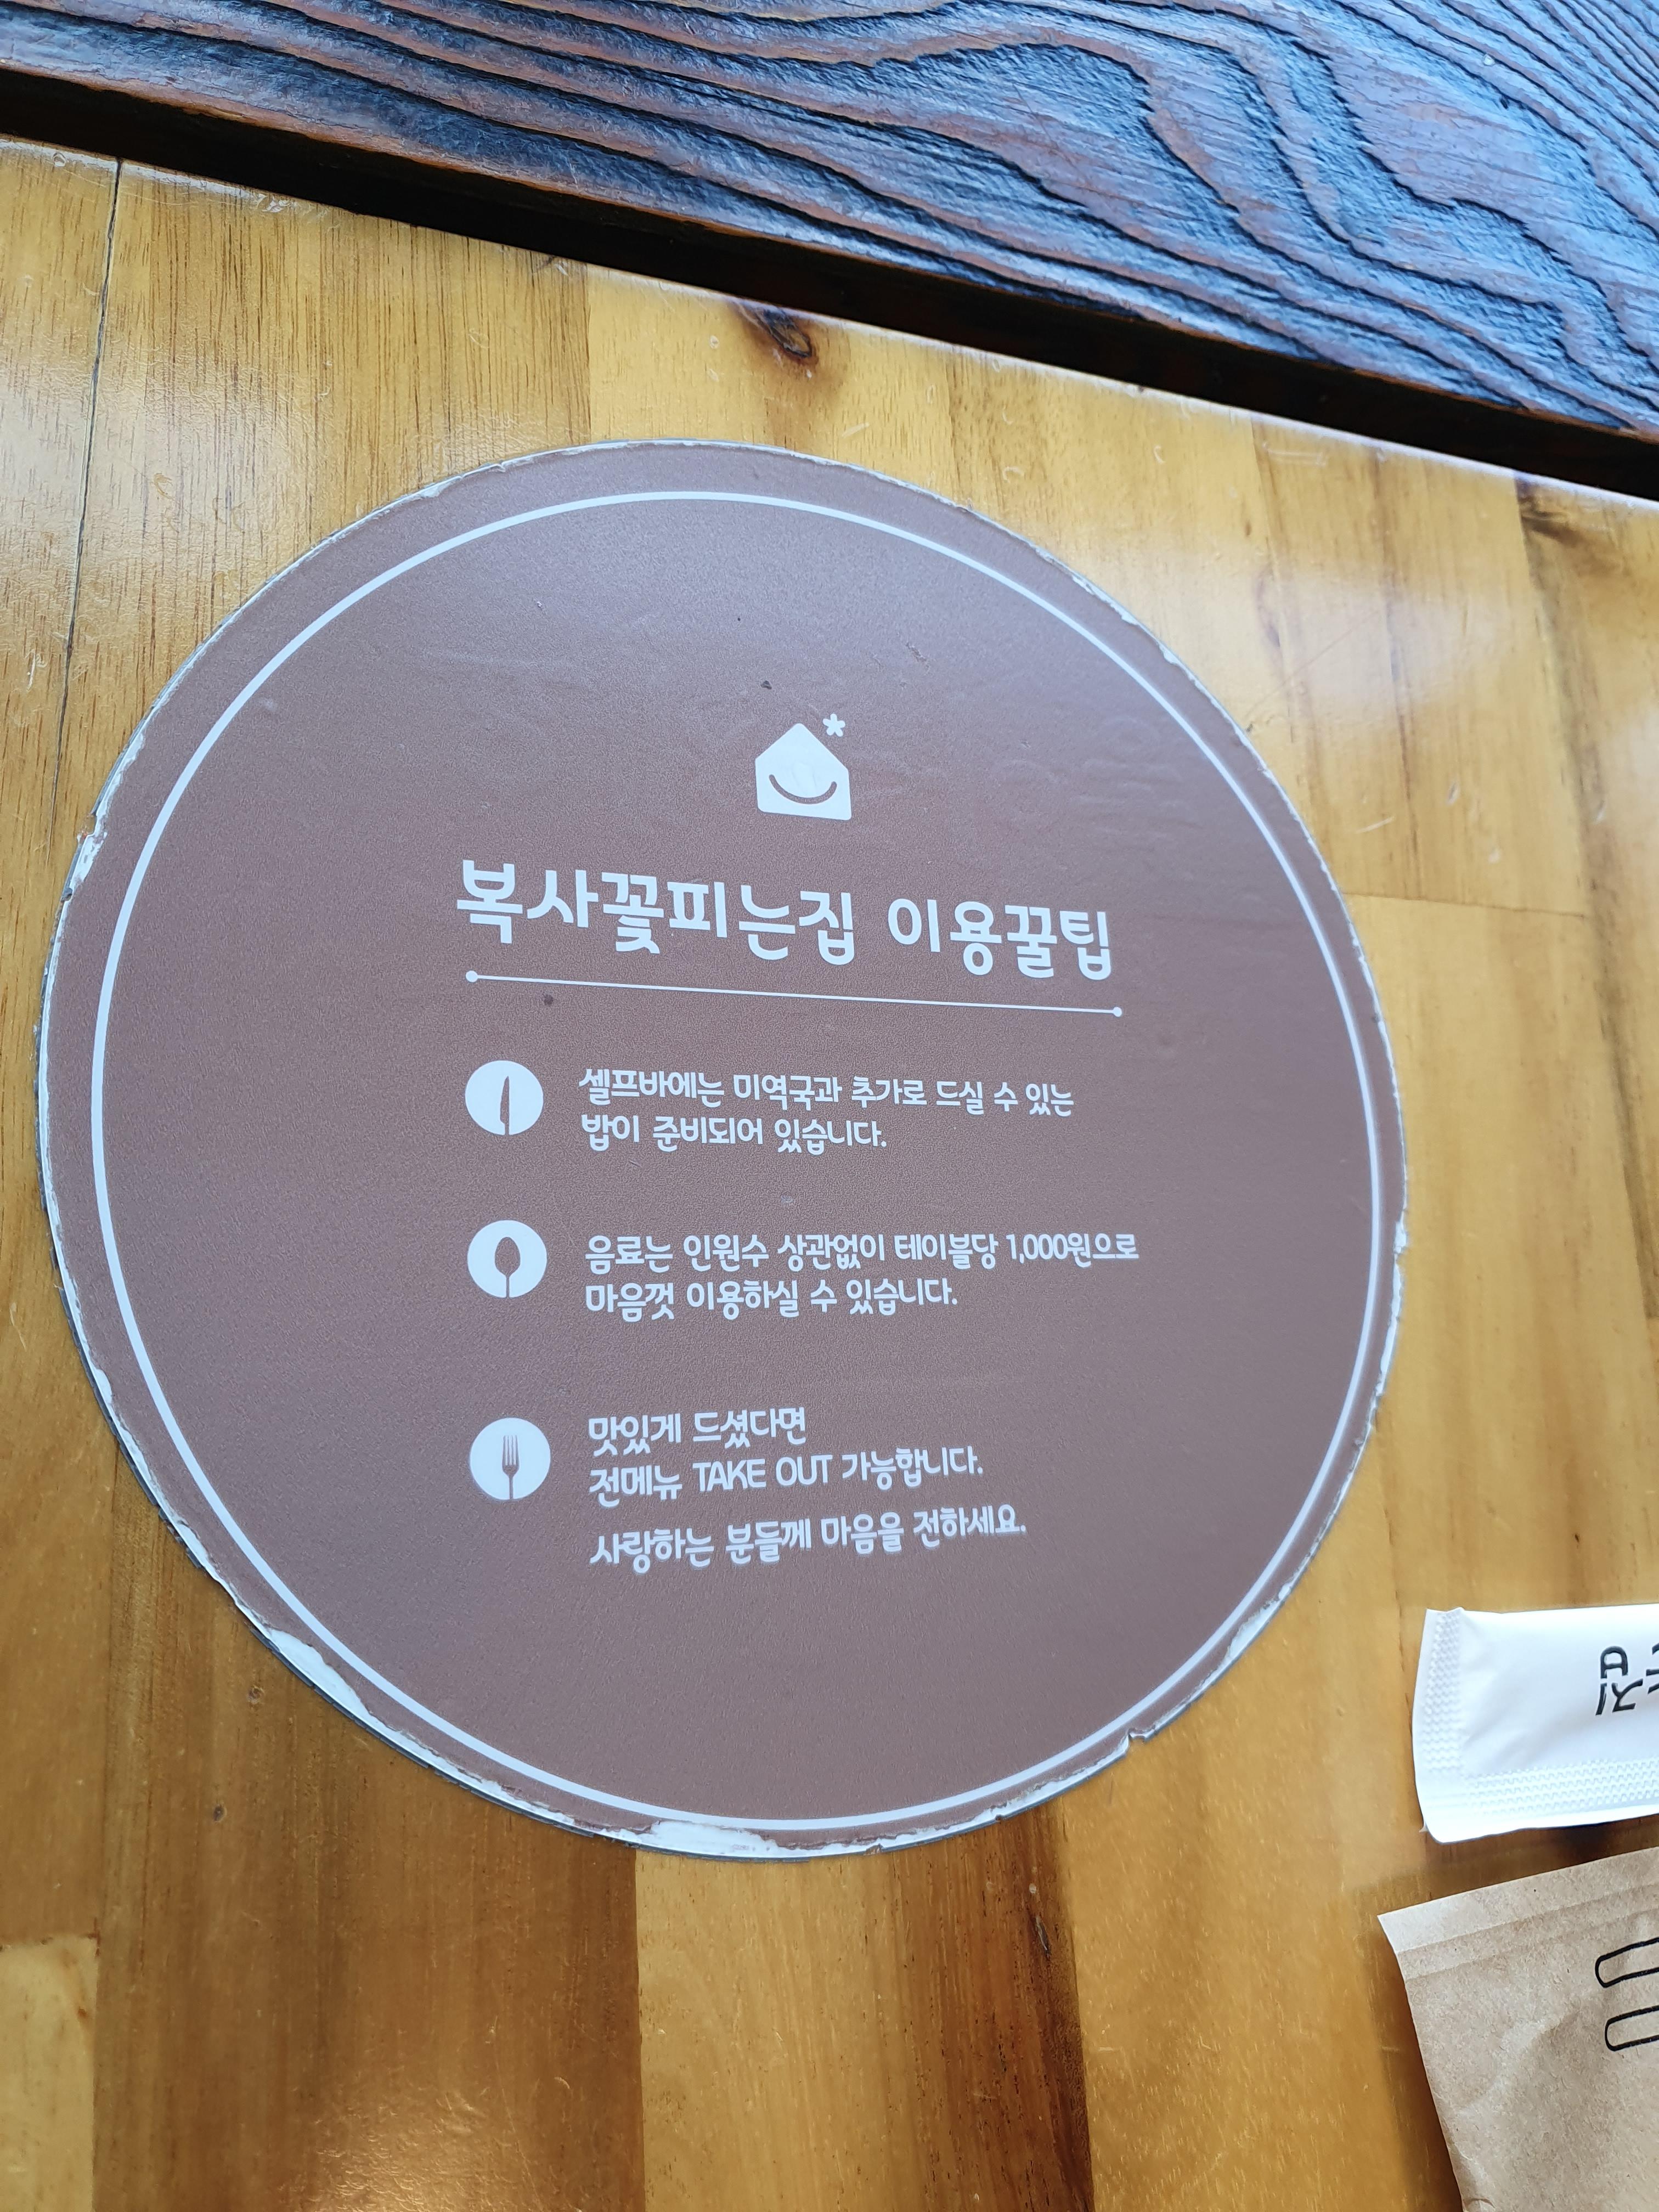 복사꽃피는집 이용꿀팁
셀프바에는 미역국과 추가로 드실 수 있는
밥이 준비되어 있습니다.
음료는 인원수 상관없이 테이블당 1,000원으로
마음껏 이용하실 수 있습니다.
맛있게 드셨다면
전메뉴 TAKE OUT 가능합니다.
사랑하는 분들께 마음을 전하세요.
집